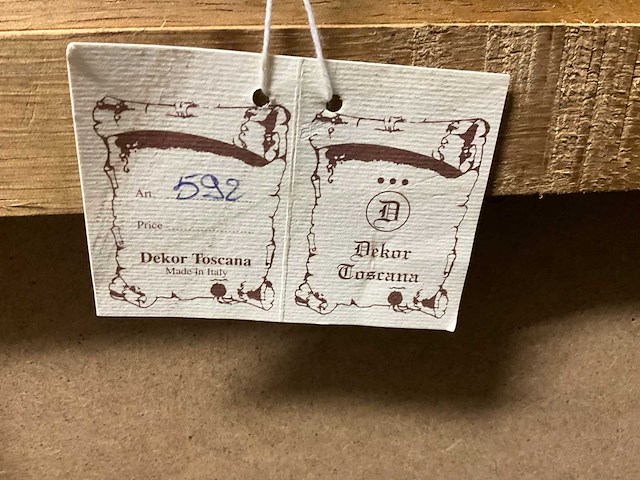 Art. 592
Price ........................
Dekor Toscana
Made in Italy
D
Dekor
Toscana